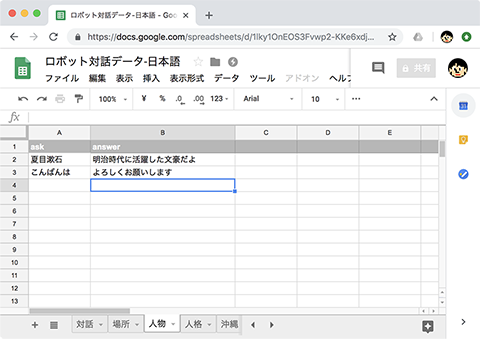 ロボット対話データ-日本語 - Goo
https://docs.google.com/spreadsheets/d/1Iky1OnEOS3Fvwp2-KKe6xdj...
ロボット対話データ-日本語
ファイル 編集 表示 挿入 表示形式 データ ツール アドオン ヘルプ
共有
100% ¥ % .0 .00 123 Arial 10
fx
A B C D E
1 ask answer
2 夏目漱石 明治時代に活躍した文豪だよ
3 こんばんは よろしくお願いします
4
5
6
7
8
9
10
11
12
13
対話 場所 人物 人格 沖縄